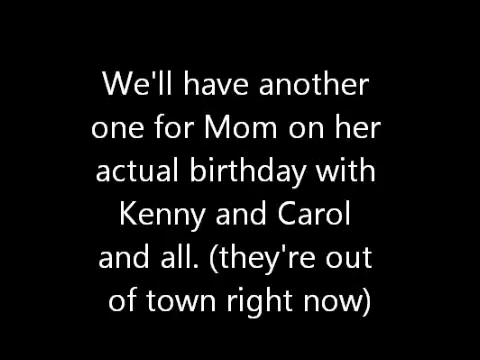 We'll have another
one for Mom on her
actual birthday with
Kenny and Carol
and all. (they're out
of town right now)